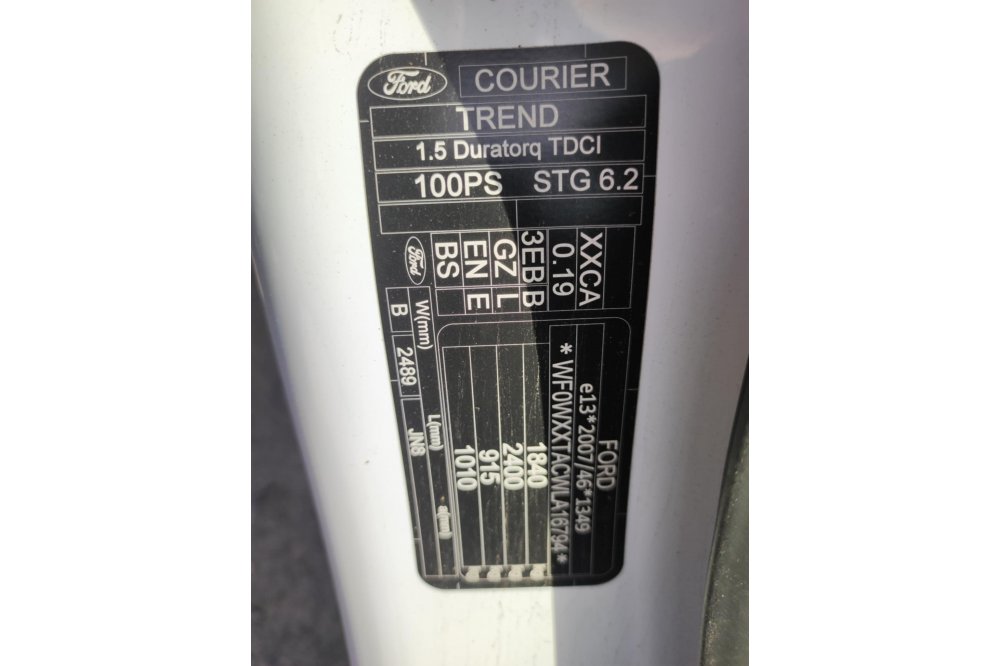 Ford COURIER
TREND
1.5 Duratorq TDCI
100PS STG 6.2
FORD
e13*2007/46*1349
* WF0WXXTACWLA16794 *
1840
2400
915
1010
XXCA
0.19
3EB B
GZ L
EN E
BS
Ford
W(mm) L(mm) a(mm)
B 2489 JN8